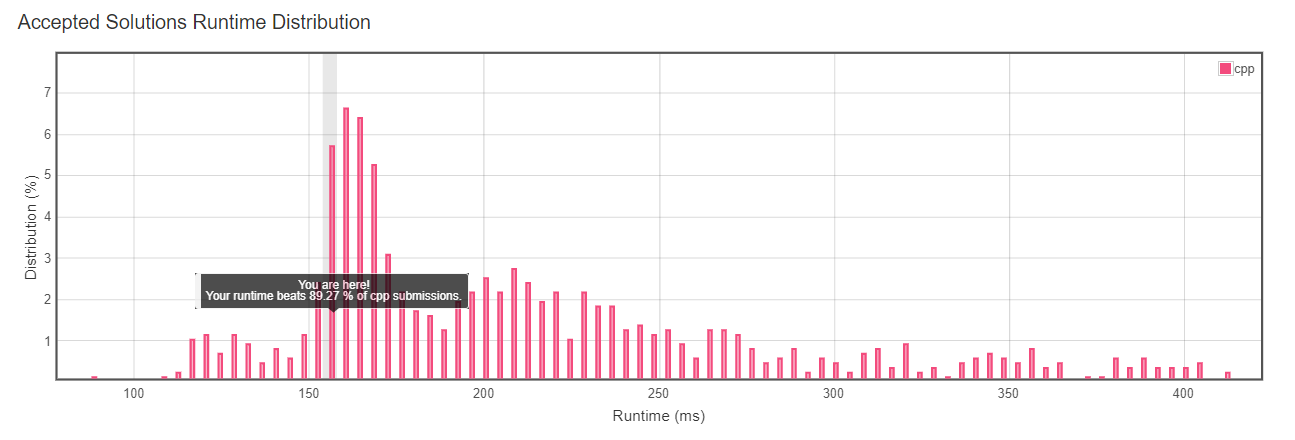 Accepted Solutions Runtime Distribution
cpp
7
6
5
4
3
2
1
Distribution (%)
You are here!
Your runtime beats 89.27 % of cpp submissions.
100
150
200
250
300
350
400
Runtime (ms)